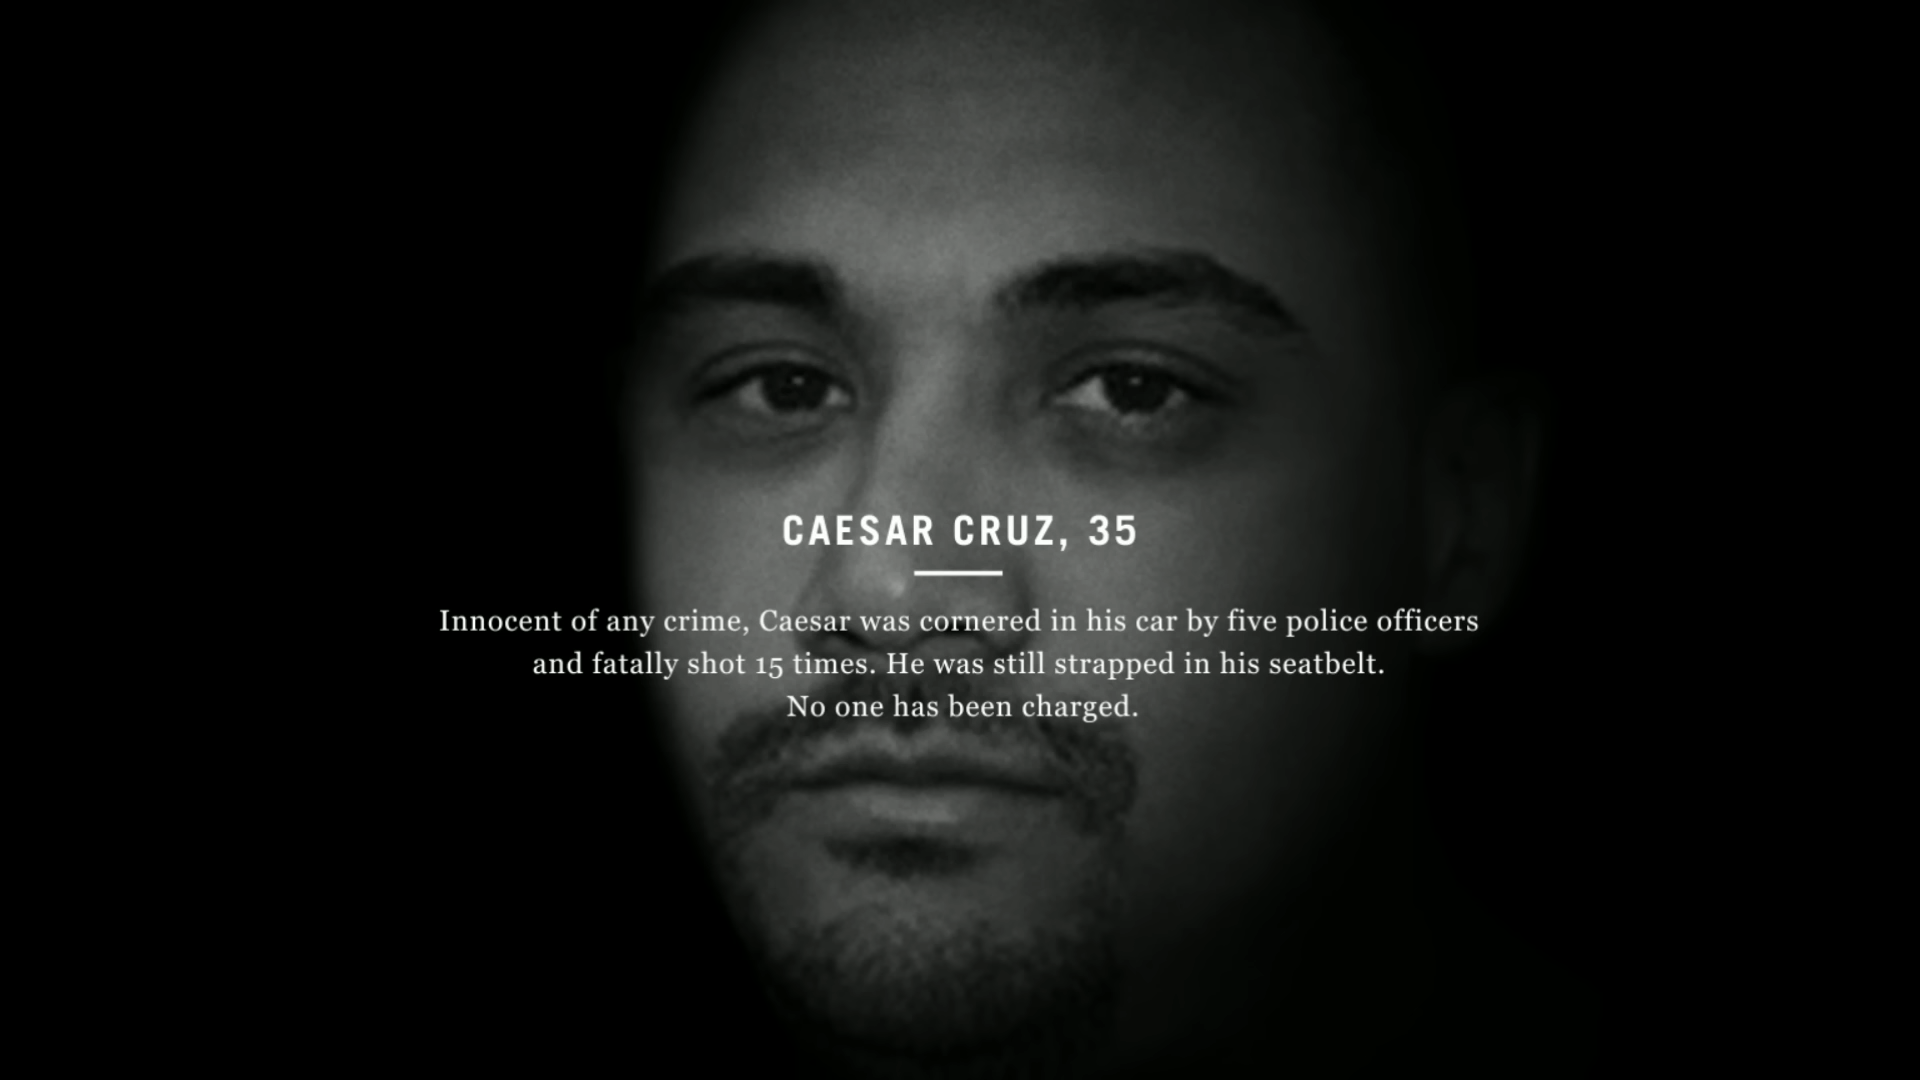 CAESAR CRUZ, 35
Innocent of any crime, Caesar was cornered in his car by five police officers
and fatally shot 15 times. He was still strapped in his seatbelt.
No one has been charged.